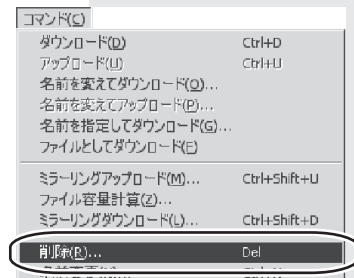 コマンド(C)
ダウンロード(D) Ctrl+D
アップロード(U) Ctrl+U
名前を変えてダウンロード(O)...
名前を変えてアップロード(P)...
名前を指定してダウンロード(G)...
ファイルとしてダウンロード(F)
ミラーリングアップロード(M)... Ctrl+Shift+U
ファイル容量計算(Z)...
ミラーリングダウンロード(L)... Ctrl+Shift+D
削除(R)... Del